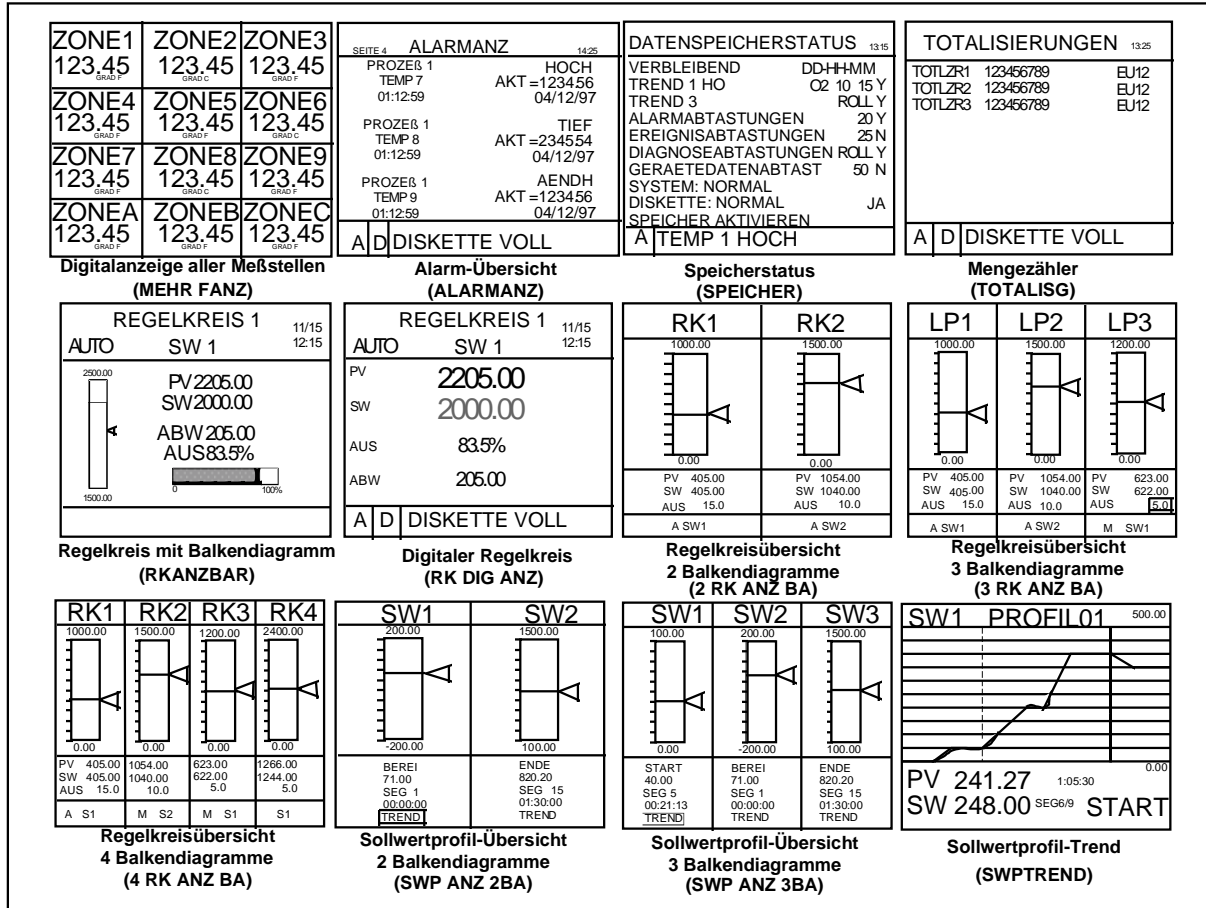 ZONE1 ZONE2 ZONE3
123.45 123.45 123.45
GRAD F GRAD C GRAD F
ZONE4 ZONE5 ZONE6
123.45 123.45 123.45
GRAD F GRAD F GRAD C
ZONE7 ZONE8 ZONE9
123.45 123.45 123.45
GRAD F GRAD C GRAD F
ZONEA ZONEB ZONEC
123.45 123.45 123.45
GRAD F GRAD F GRAD F
Digitalanzeige aller Meßstellen
(MEHR FANZ)
SEITE 4 ALARMANZ 14:25
PROZEß 1 HOCH
TEMP 7 AKT =123456
01:12:59 04/12/97
PROZEß 1 TIEF
TEMP 8 AKT =234554
01:12:59 04/12/97
PROZEß 1 AENDH
TEMP 9 AKT =123456
01:12:59 04/12/97
A D DISKETTE VOLL
Alarm-Übersicht
(ALARMANZ)
DATENSPEICHERSTATUS 13:15
VERBLEIBEND DD-HH-MM
TREND 1 HO O2 10 15 Y
TREND 3 ROLL Y
ALARMABTASTUNGEN 20 Y
EREIGNISABTASTUNGEN 25 N
DIAGNOSEABTASTUNGEN ROLL Y
GERAETEDATENABTAST 50 N
SYSTEM: NORMAL
DISKETTE: NORMAL JA
SPEICHER AKTIVIEREN
A TEMP 1 HOCH
Speicherstatus
(SPEICHER)
TOTALISIERUNGEN 13:25
TOTLZR1 123456789 EU12
TOTLZR2 123456789 EU12
TOTLZR3 123456789 EU12
A D DISKETTE VOLL
Mengezähler
(TOTALISG)
REGELKREIS 1 11/15
AUTO SW 1 12:15
2500.00
PV 2205.00
SW 2000.00
ABW 205.00
AUS 83.5%
0 100%
1500.00
Regelkreis mit Balkendiagramm
(RKANZBAR)
REGELKREIS 1 11/15
AUTO SW 1 12:15
PV 2205.00
SW 2000.00
AUS 83.5%
ABW 205.00
A D DISKETTE VOLL
Digitaler Regelkreis
(RK DIG ANZ)
RK1 RK2
1000.00 1500.00
0.00 0.00
PV 405.00 PV 1054.00
SW 405.00 SW 1040.00
AUS 15.0 AUS 10.0
A SW1 A SW2
Regelkreisübersicht
2 Balkendiagramme
(2 RK ANZ BA)
LP1 LP2 LP3
1000.00 1500.00 1200.00
0.00 0.00 0.00
PV 405.00 PV 1054.00 PV 623.00
SW 405.00 SW 1040.00 SW 622.00
AUS 15.0 AUS 10.0 AUS 5.0
A SW1 A SW2 M SW1
Regelkreisübersicht
3 Balkendiagramme
(3 RK ANZ BA)
RK1 RK2 RK3 RK4
1000.00 1500.00 1200.00 2400.00
0.00 0.00 0.00 0.00
PV 405.00 1054.00 623.00 1266.00
SW 405.00 1040.00 622.00 1244.00
AUS 15.0 10.0 5.0 5.0
A S1 M S2 M S1 S1
Regelkreisübersicht
4 Balkendiagramme
(4 RK ANZ BA)
SW1 SW2
200.00 1500.00
-200.00 100.00
BEREI ENDE
71.00 820.20
SEG 1 SEG 15
00:00:00 01:30:00
TREND TREND
Sollwertprofil-Übersicht
2 Balkendiagramme
(SWP ANZ 2BA)
SW1 SW2 SW3
100.00 200.00 1500.00
0.00 -200.00 100.00
START BEREI ENDE
40.00 71.00 820.20
SEG 5 SEG 1 SEG 15
00:21:13 00:00:00 01:30:00
TREND TREND TREND
Sollwertprofil-Übersicht
3 Balkendiagramme
(SWP ANZ 3BA)
SW1 PROFIL01 500.00
0.00
PV 241.27 1:05:30
SW 248.00 SEG6/9 START
Sollwertprofil-Trend
(SWPTREND)